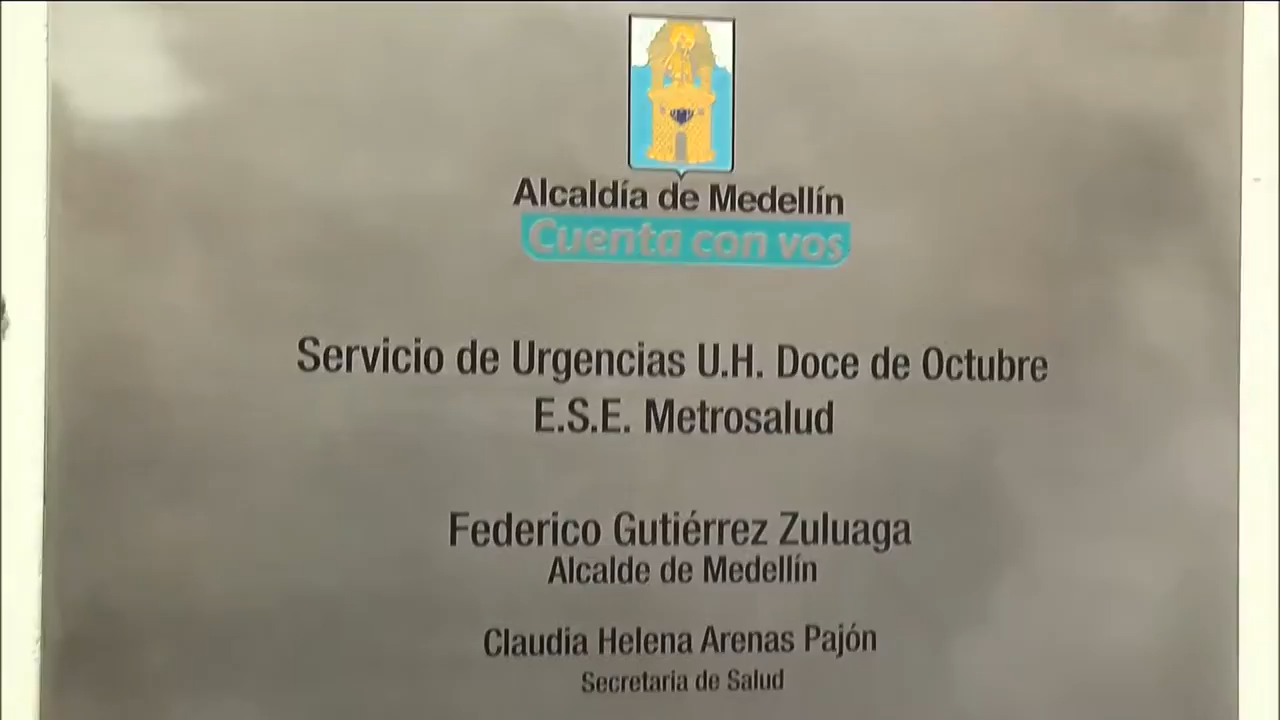 Alcaldía de Medellín
Cuenta con vos
Servicio de Urgencias U.H. Doce de Octubre
E.S.E. Metrosalud
Federico Gutiérrez Zuluaga
Alcalde de Medellín
Claudia Helena Arenas Pajón
Secretaria de Salud